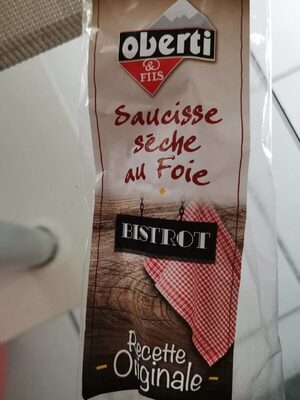 oberti
& FILS
Saucisse
sèche
au Foie
BISTROT
Recette
- Originale -